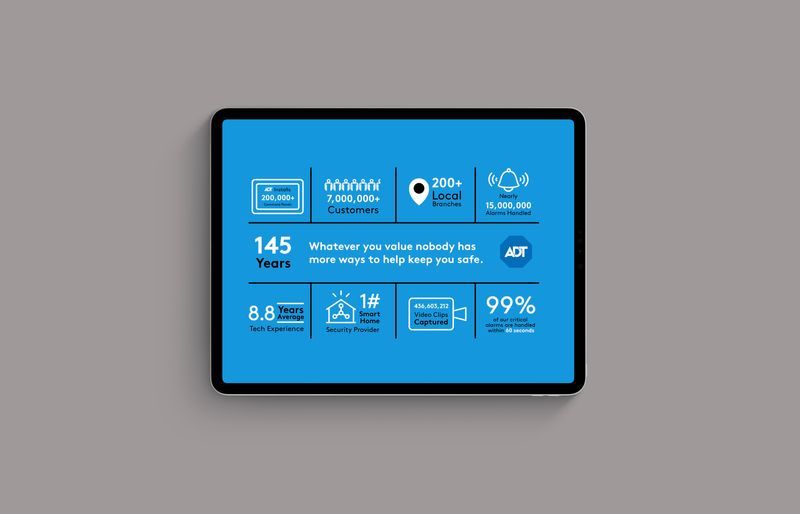 ADT Installs
200,000+
Command Panels
7,000,000+
Customers
200+
Local
Branches
Nearly
15,000,000
Alarms Handled
145
Years
Whatever you value nobody has
more ways to help keep you safe.
ADT
8.8 Years
Average
Tech Experience
1#
Smart
Home
Security Provider
436,603,212
Video Clips
Captured
99%
of our critical
alarms are handled
within 60 seconds